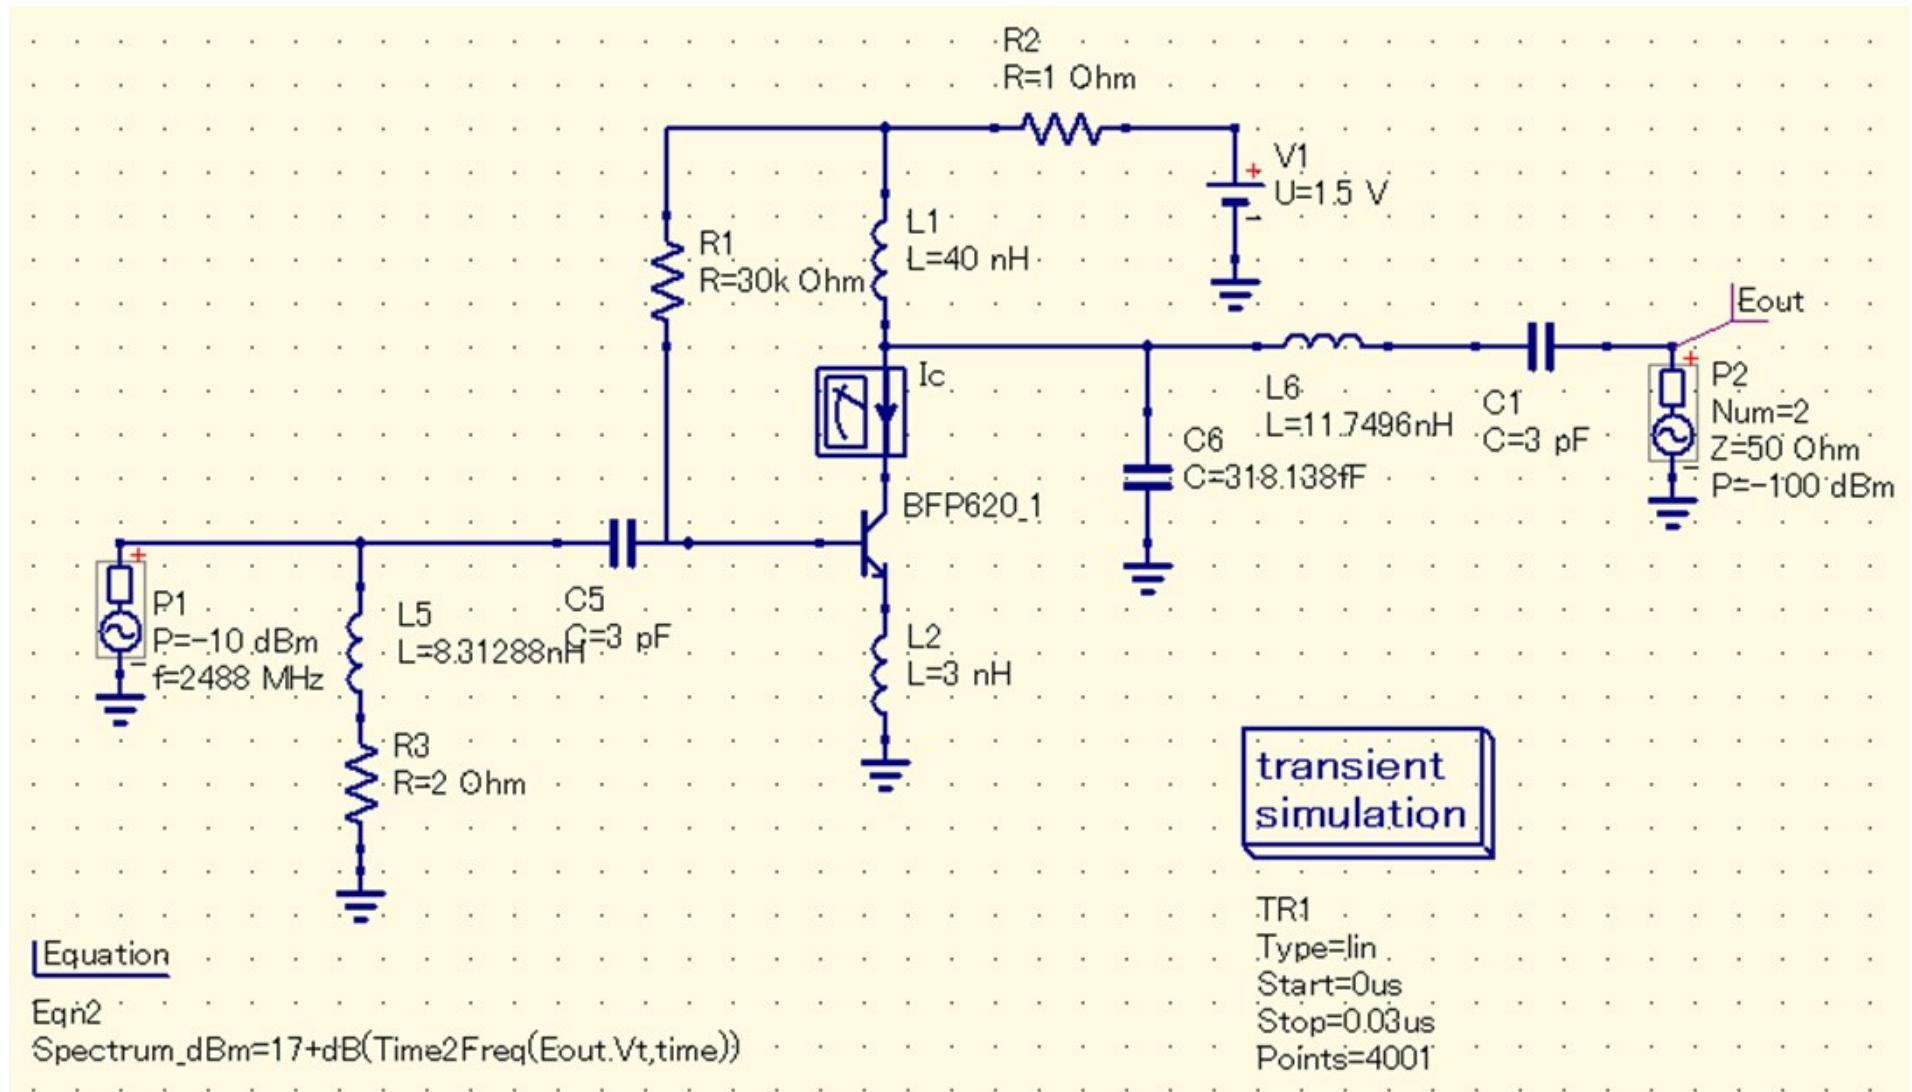 R2
R=1 Ohm
V1
U=1.5 V
L1
L=40 nH
R1
R=30k Ohm
Eout
Ic
L6
L=11.7496nH
C1
C=3 pF
P2
Num=2
Z=50 Ohm
P=-100 dBm
C6
C=318.138fF
BFP620_1
P1
P=-10 dBm
f=2488 MHz
L5
L=8.31288nH
C5
C=3 pF
L2
L=3 nH
R3
R=2 Ohm
transient
simulation
TR1
Type=lin
Start=0us
Stop=0.03us
Points=4001
Equation
Eqn2
Spectrum_dBm=17+dB(Time2Freq(Eout.Vt,time))